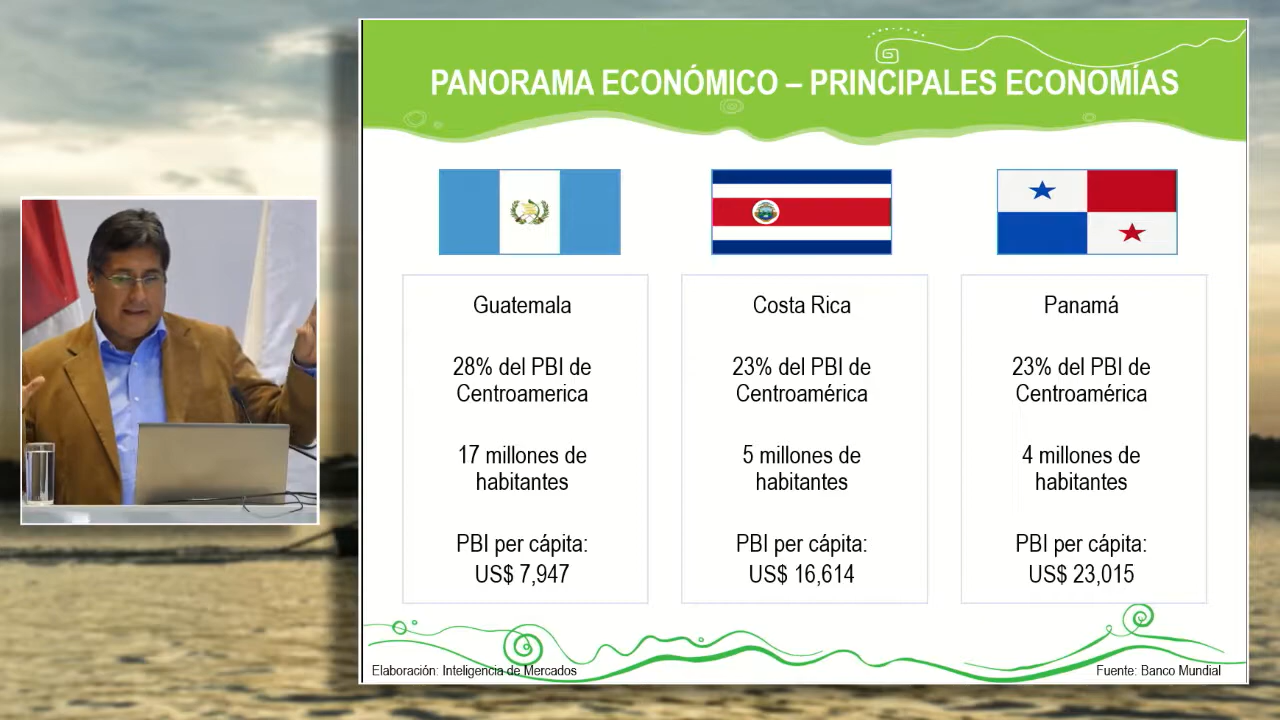 PANORAMA ECONÓMICO – PRINCIPALES ECONOMÍAS
Guatemala
28% del PBI de
Centroamerica
17 millones de
habitantes
PBI per cápita:
US$ 7,947
Costa Rica
23% del PBI de
Centroamérica
5 millones de
habitantes
PBI per cápita:
US$ 16,614
Panamá
23% del PBI de
Centroamérica
4 millones de
habitantes
PBI per cápita:
US$ 23,015
Elaboración: Inteligencia de Mercados
Fuente: Banco Mundial